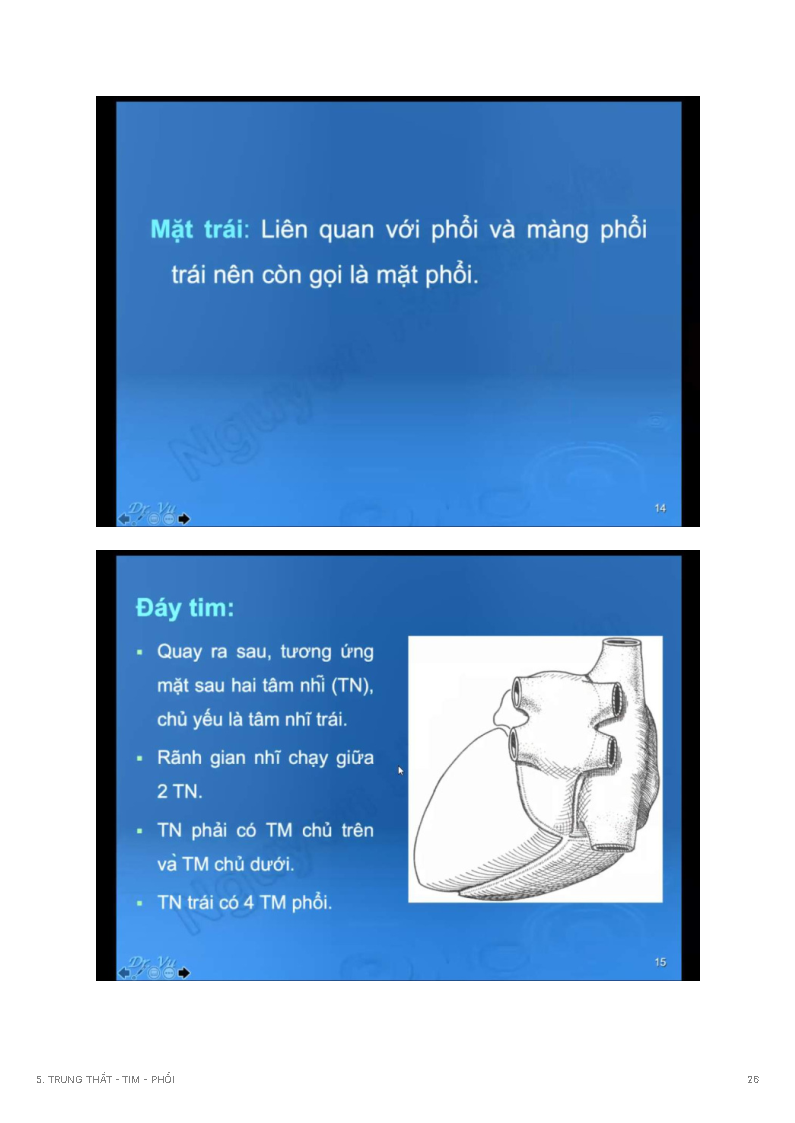 Mặt trái: Liên quan với phổi và màng phổi
trái nên còn gọi là mặt phổi.
Dr. Vu
14
Đáy tim:
▪ Quay ra sau, tương ứng
mặt sau hai tâm nhĩ (TN),
chủ yếu là tâm nhĩ trái.
▪ Rãnh gian nhĩ chạy giữa
2 TN.
▪ TN phải có TM chủ trên
và TM chủ dưới.
▪ TN trái có 4 TM phổi.
Dr. Vu
15
5. TRUNG THẤT - TIM - PHỔI
26